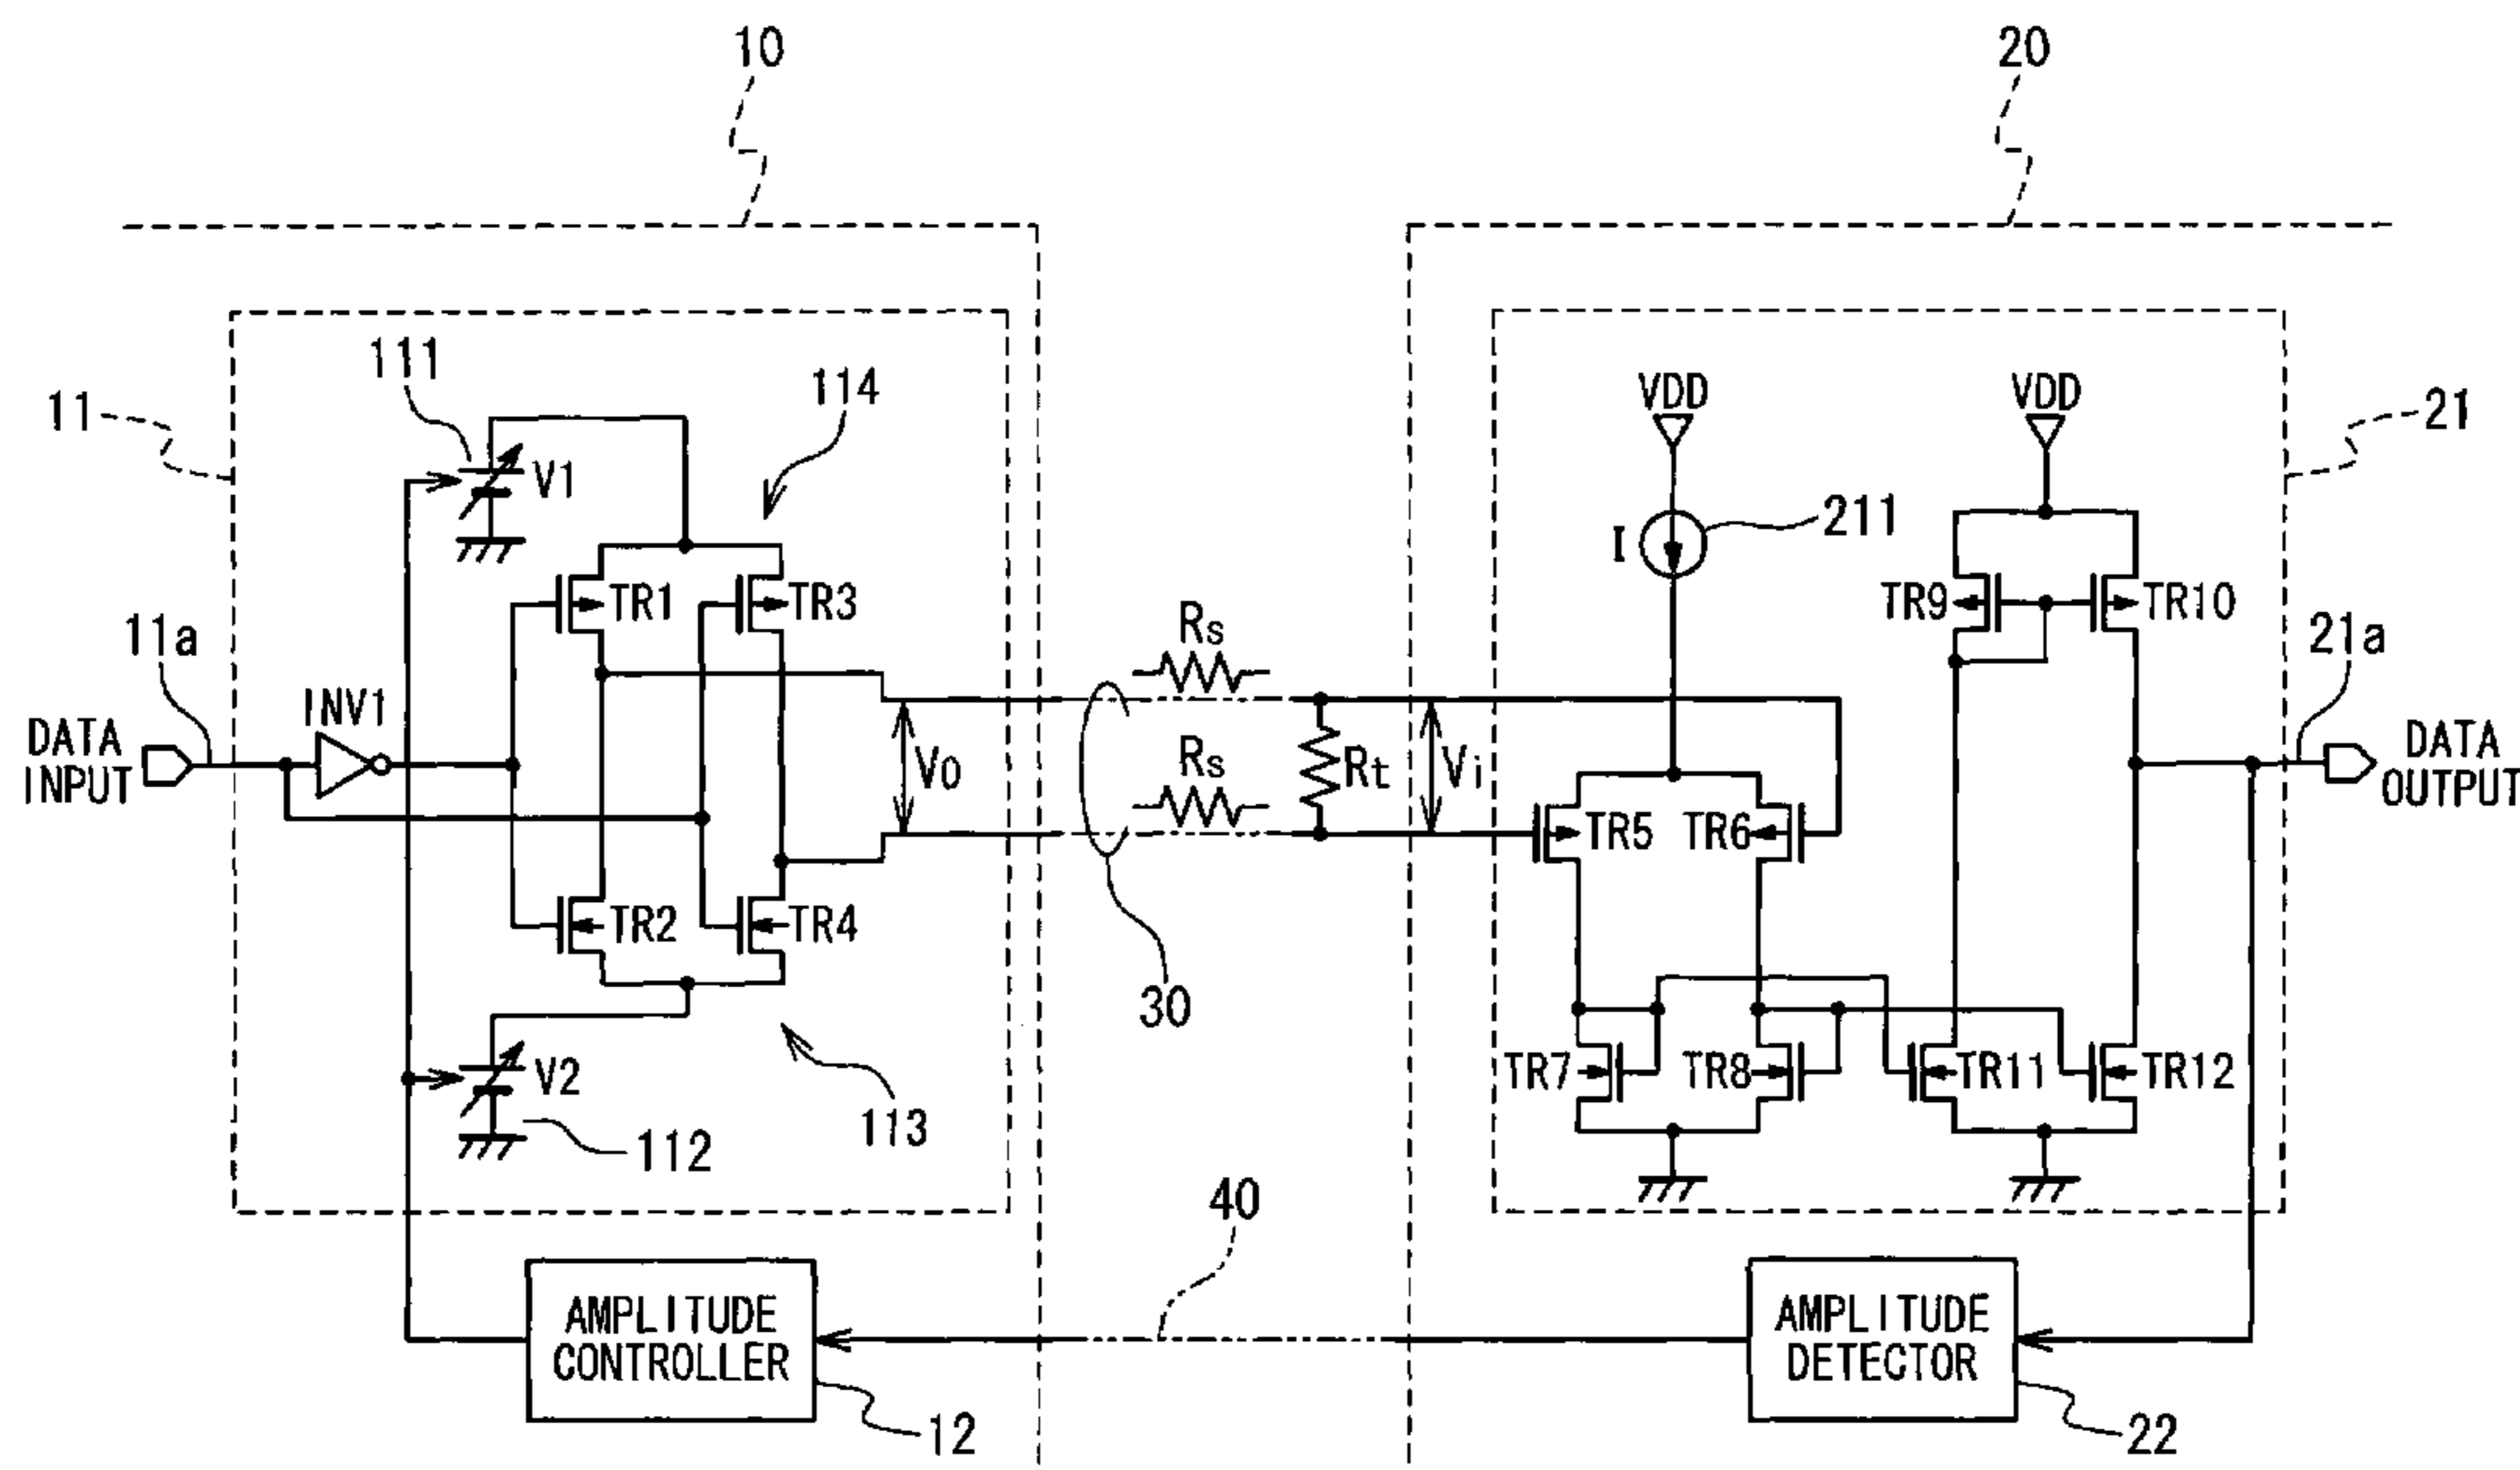 10
20
111
114
11
V1
VDD
VDD
21
I
211
TR1
TR3
TR9
TR10
11a
Rs
21a
DATA
INPUT
INV1
Vo
Rs
Rt
Vi
TR5
TR6
DATA
OUTPUT
TR2
TR4
30
V2
TR7
TR8
TR11
TR12
113
112
40
AMPLITUDE
CONTROLLER
AMPLITUDE
DETECTOR
12
22